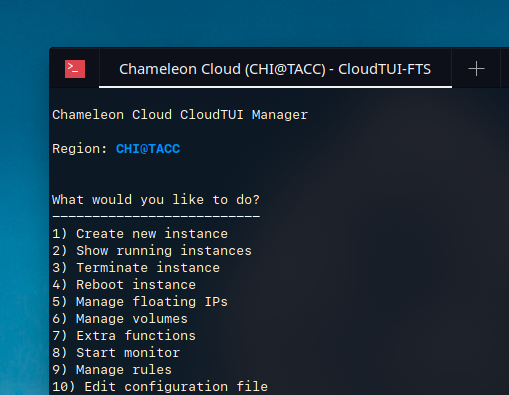 Chameleon Cloud (CHI@TACC) - CloudTUI-FTS
Chameleon Cloud CloudTUI Manager
Region: CHI@TACC
What would you like to do?
--------------------------
1) Create new instance
2) Show running instances
3) Terminate instance
4) Reboot instance
5) Manage floating IPs
6) Manage volumes
7) Extra functions
8) Start monitor
9) Manage rules
10) Edit configuration file